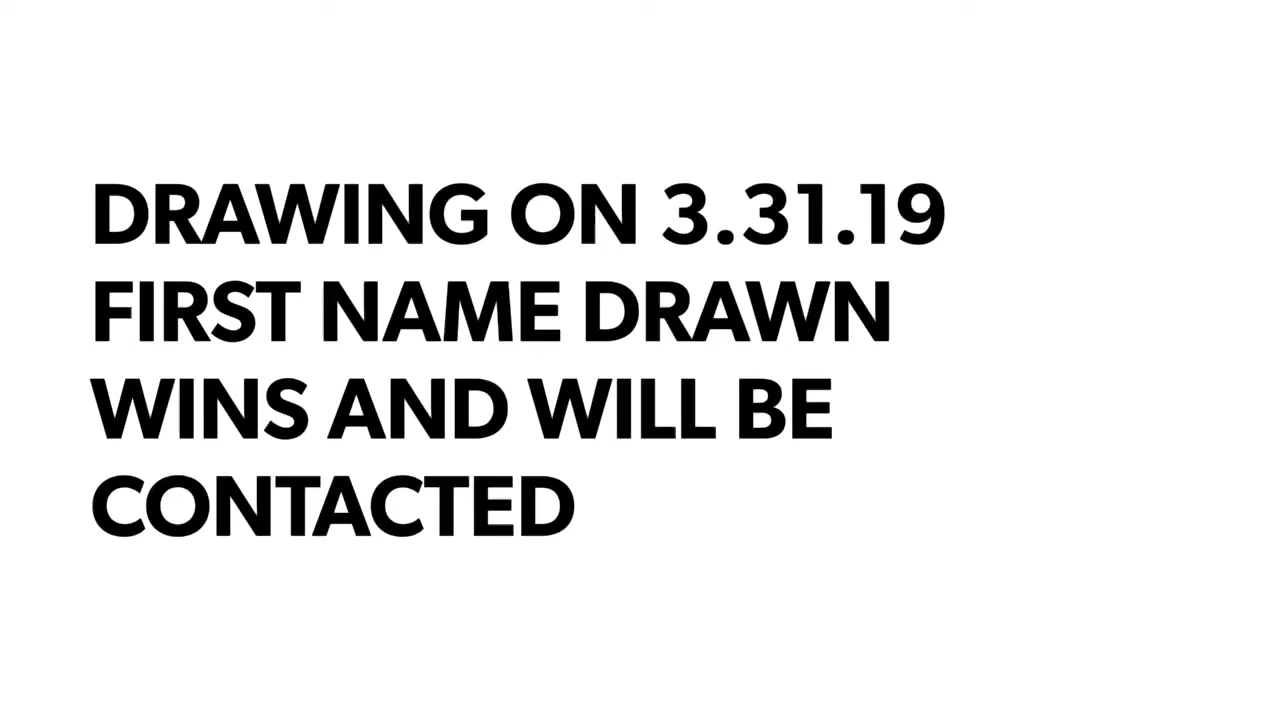 DRAWING ON 3.31.19
FIRST NAME DRAWN
WINS AND WILL BE
CONTACTED